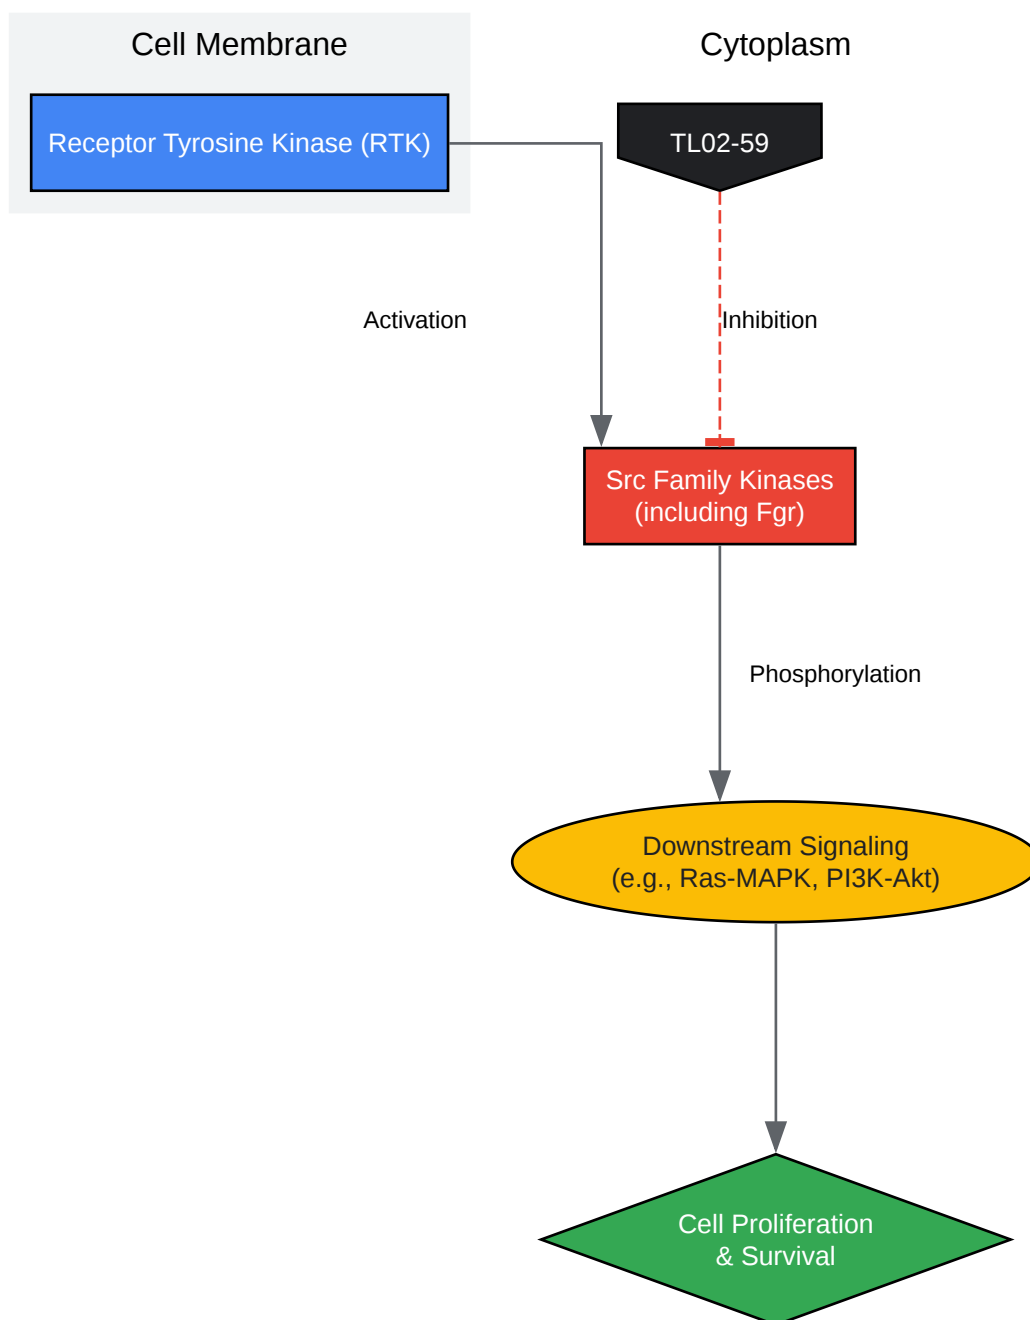 Cell Membrane
Cytoplasm
Receptor Tyrosine Kinase (RTK)
TL02-59
Activation
Inhibition
Src Family Kinases
(including Fgr)
Phosphorylation
Downstream Signaling
(e.g., Ras-MAPK, PI3K-Akt)
Cell Proliferation
& Survival